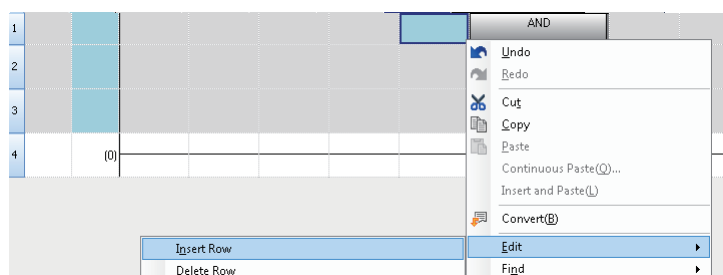 1
AND
Undo
2
Redo
Cut
3
Copy
Paste
4
(0)
Continuous Paste(O)...
Insert and Paste(L)
Convert(B)
Insert Row
Edit
Delete Row
Find